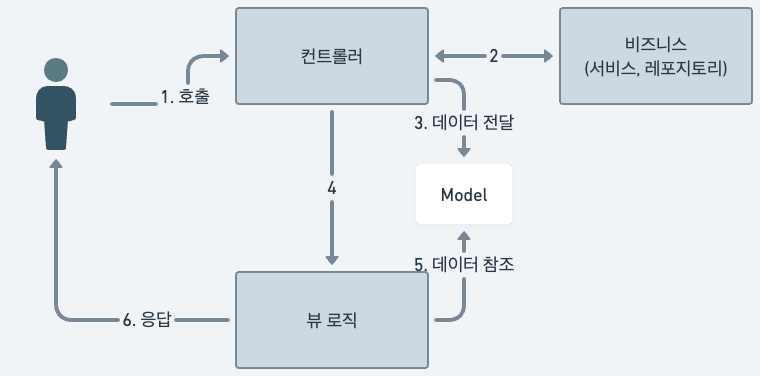 컨트롤러
비즈니스
(서비스, 레포지토리)
2
1. 호출
3. 데이터 전달
4
Model
5. 데이터 참조
뷰 로직
6. 응답